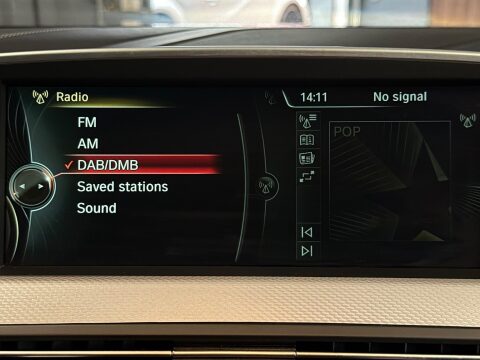 Radio
14:11 No signal
FM
AM
DAB/DMB
Saved stations
Sound
POP